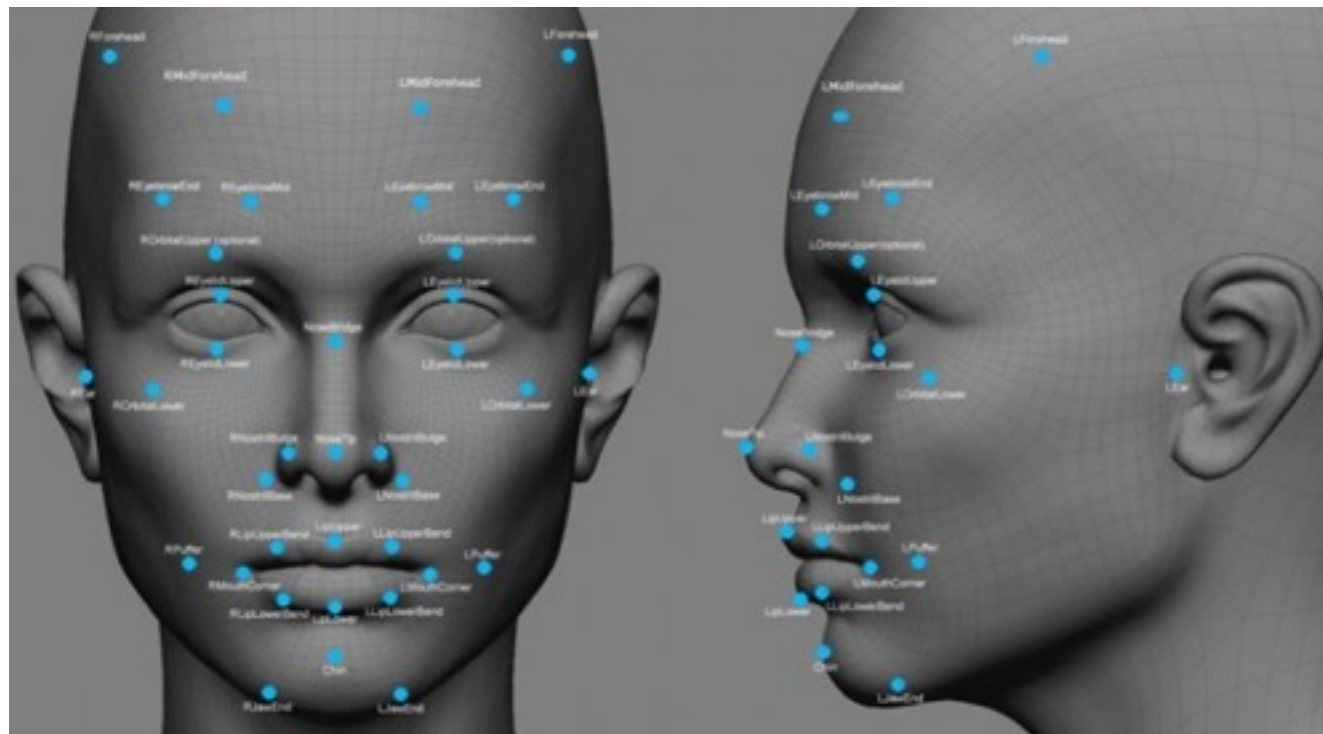 RForehead
LForehead
RMidForehead
LMidForehead
REyebrowEnd
REyebrowMid
LEyebrowMid
LEyebrowEnd
ROrbitalUpper(optional)
LOrbitalUpper(optional)
REyelidUpper
LEyelidUpper
NoseBridge
REyelidLower
LEyelidLower
REar
ROrbitalLower
LOrbitalLower
LEar
RNostrilBulge
NoseTip
LNostrilBulge
RNostrilBase
LNostrilBase
RLipUpperBend
LipUpper
LLipUpperBend
RPuffer
LPuffer
RMouthCorner
LMouthCorner
RLipLowerBend
LipLower
LLipLowerBend
Chin
RJawEnd
LJawEnd
LForehead
LMidForehead
LEyebrowMid
LEyebrowEnd
LOrbitalUpper(optional)
LEyelidUpper
NoseBridge
LEyelidLower
LOrbitalLower
LEar
NoseTip
LNostrilBulge
LNostrilBase
LipUpper
LLipUpperBend
LPuffer
LMouthCorner
LipLower
LLipLowerBend
Chin
LJawEnd